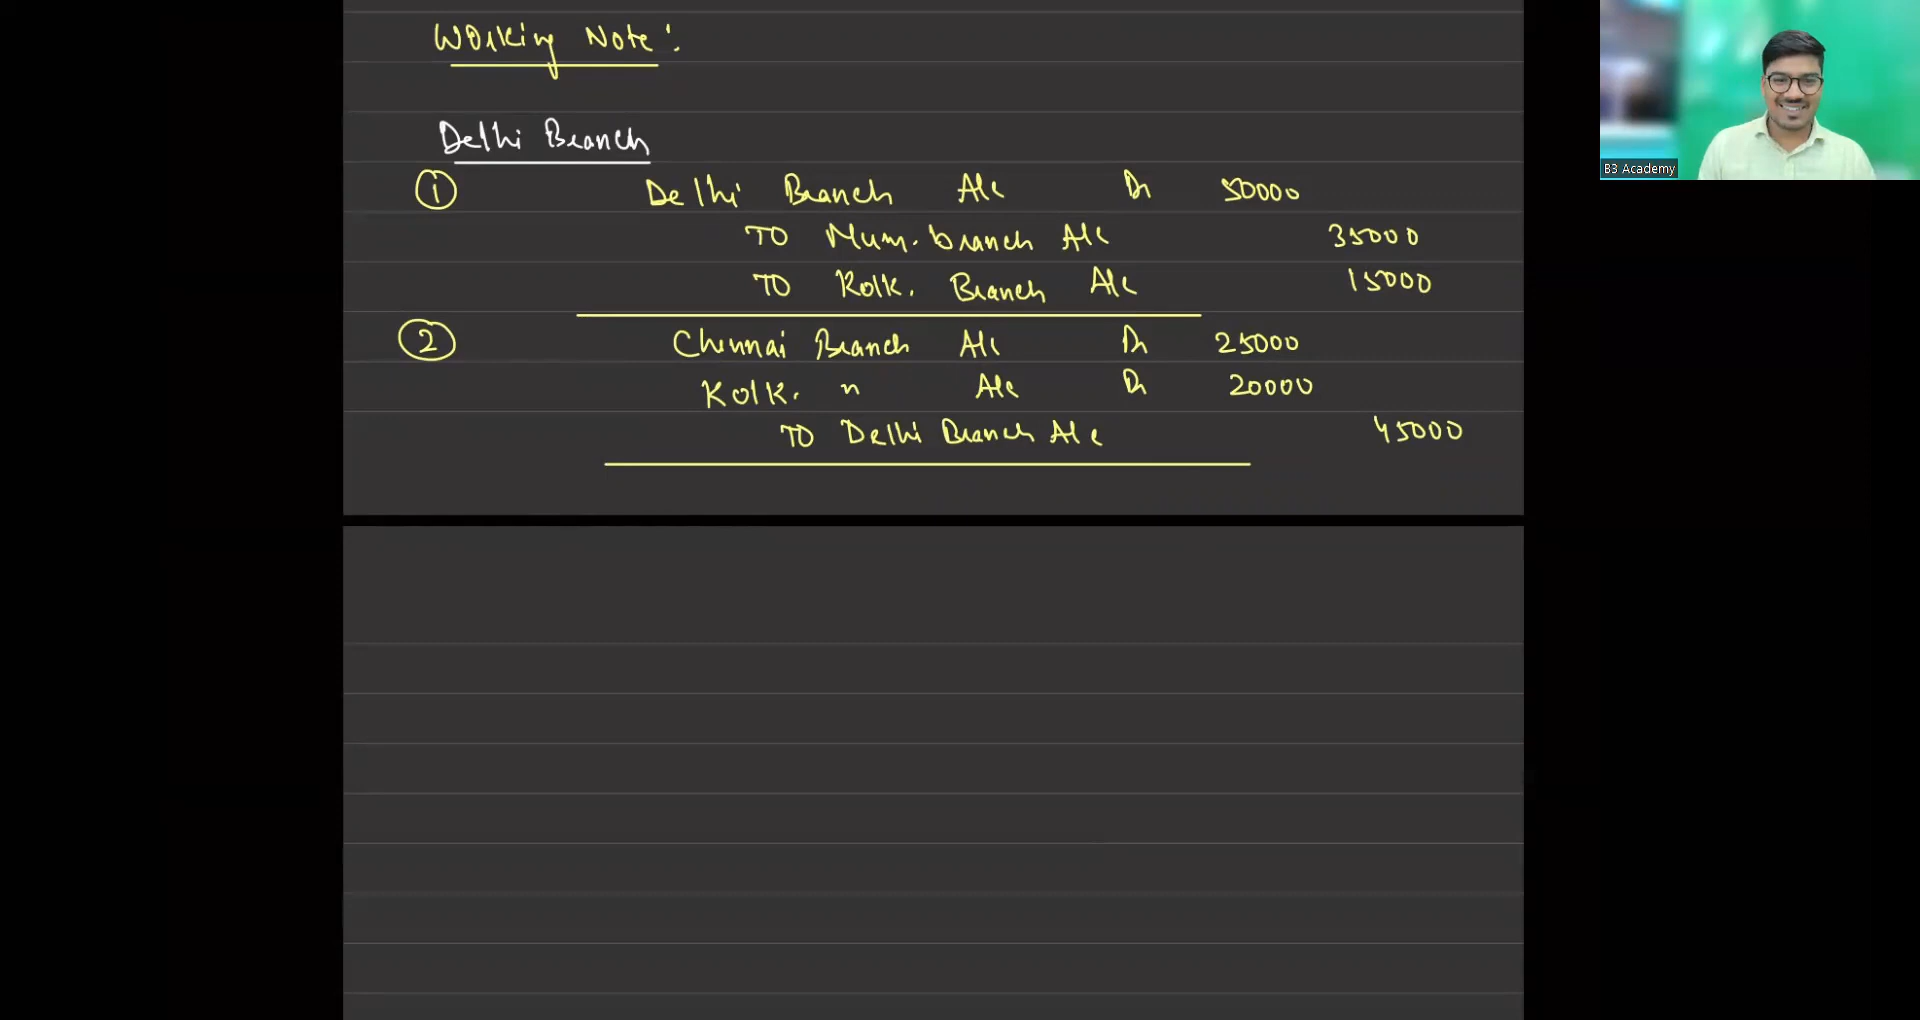 Working Note:
Delhi Branch
1 Delhi Branch A/c Dr 50000
TO Mum. branch A/c 35000
TO Kolk. Branch A/c 15000
2 Chennai Branch A/c Dr 25000
Kolk. " A/c Dr 20000
TO Delhi Branch A/c 45000
B3 Academy